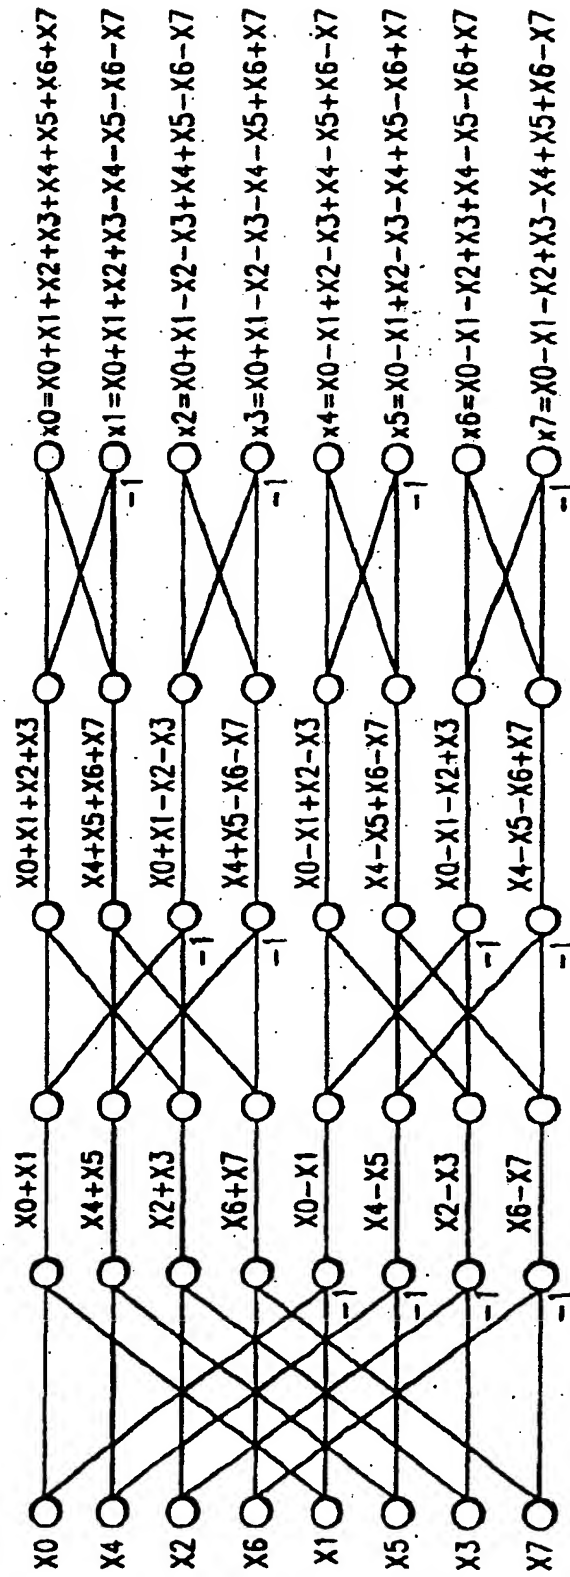 X0 X0+X1 X0+X1+X2+X3 x0=X0+X1+X2+X3+X4+X5+X6+X7
X4 X4+X5 X4+X5+X6+X7 x1=X0+X1+X2+X3-X4-X5-X6-X7
-1
X2 X2+X3 X0+X1-X2-X3 x2=X0+X1-X2-X3+X4+X5-X6-X7
-1
X6 X6+X7 X4+X5-X6-X7 x3=X0+X1-X2-X3-X4-X5+X6+X7
-1 -1
X1 X0-X1 X0-X1+X2-X3 x4=X0-X1+X2-X3+X4-X5+X6-X7
-1
X5 X4-X5 X4-X5+X6-X7 x5=X0-X1+X2-X3-X4+X5-X6+X7
-1 -1
X3 X2-X3 X0-X1-X2+X3 x6=X0-X1-X2+X3+X4-X5-X6+X7
-1 -1
X7 X6-X7 X4-X5-X6+X7 x7=X0-X1-X2+X3-X4+X5+X6-X7
-1 -1 -1